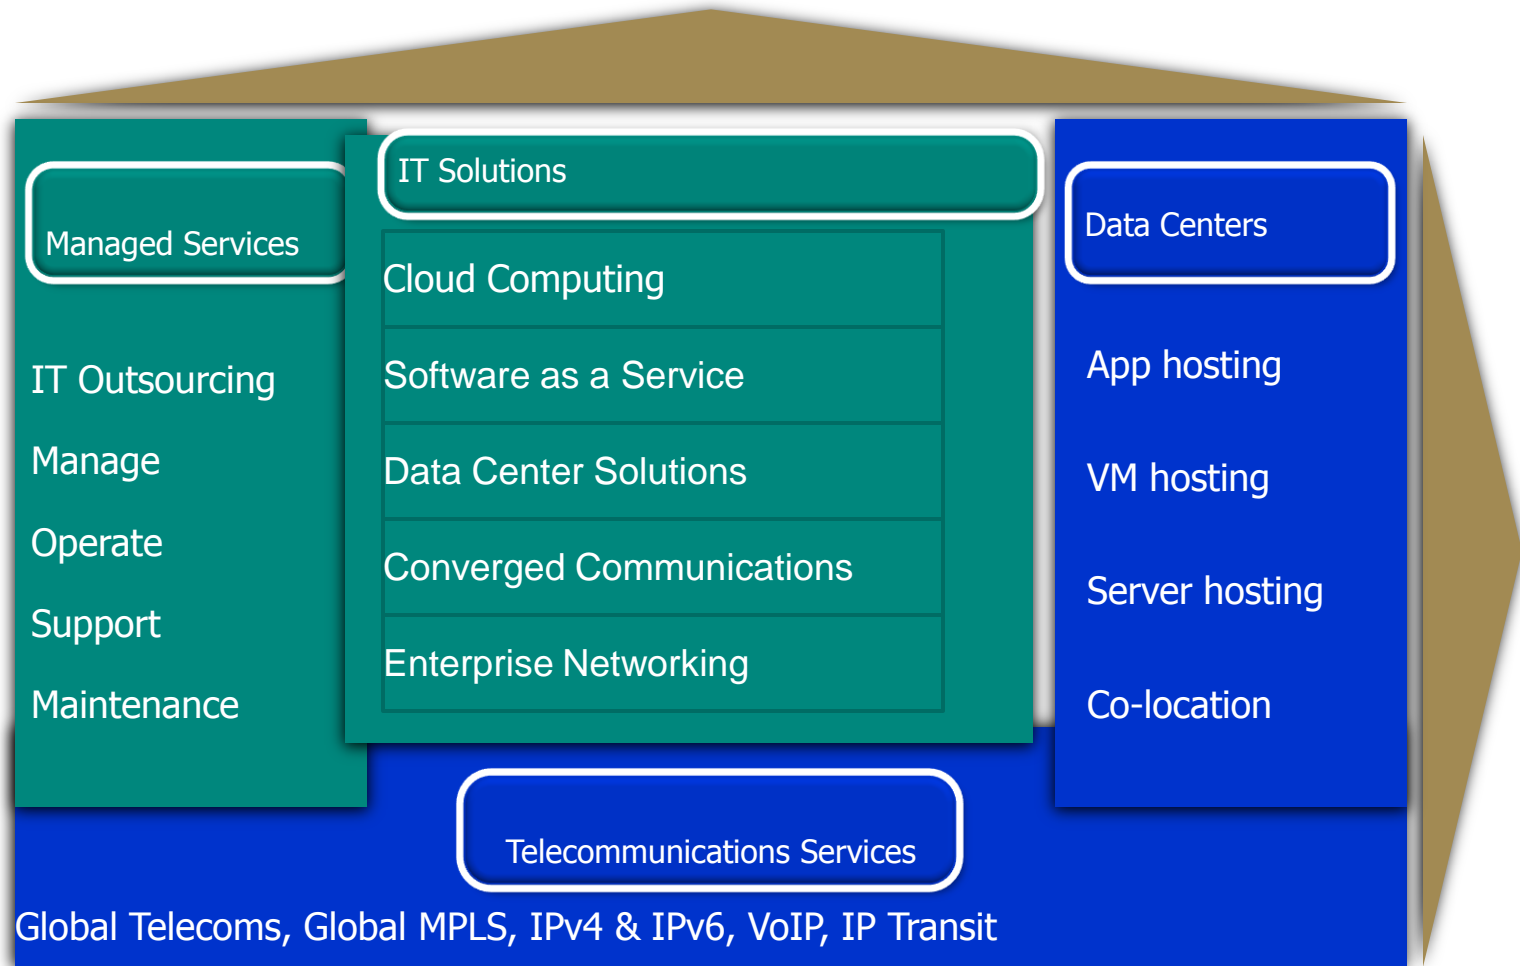 Managed Services
IT Outsourcing
Manage
Operate
Support
Maintenance
IT Solutions
Cloud Computing
Software as a Service
Data Center Solutions
Converged Communications
Enterprise Networking
Data Centers
App hosting
VM hosting
Server hosting
Co-location
Telecommunications Services
Global Telecoms, Global MPLS, IPv4 & IPv6, VoIP, IP Transit